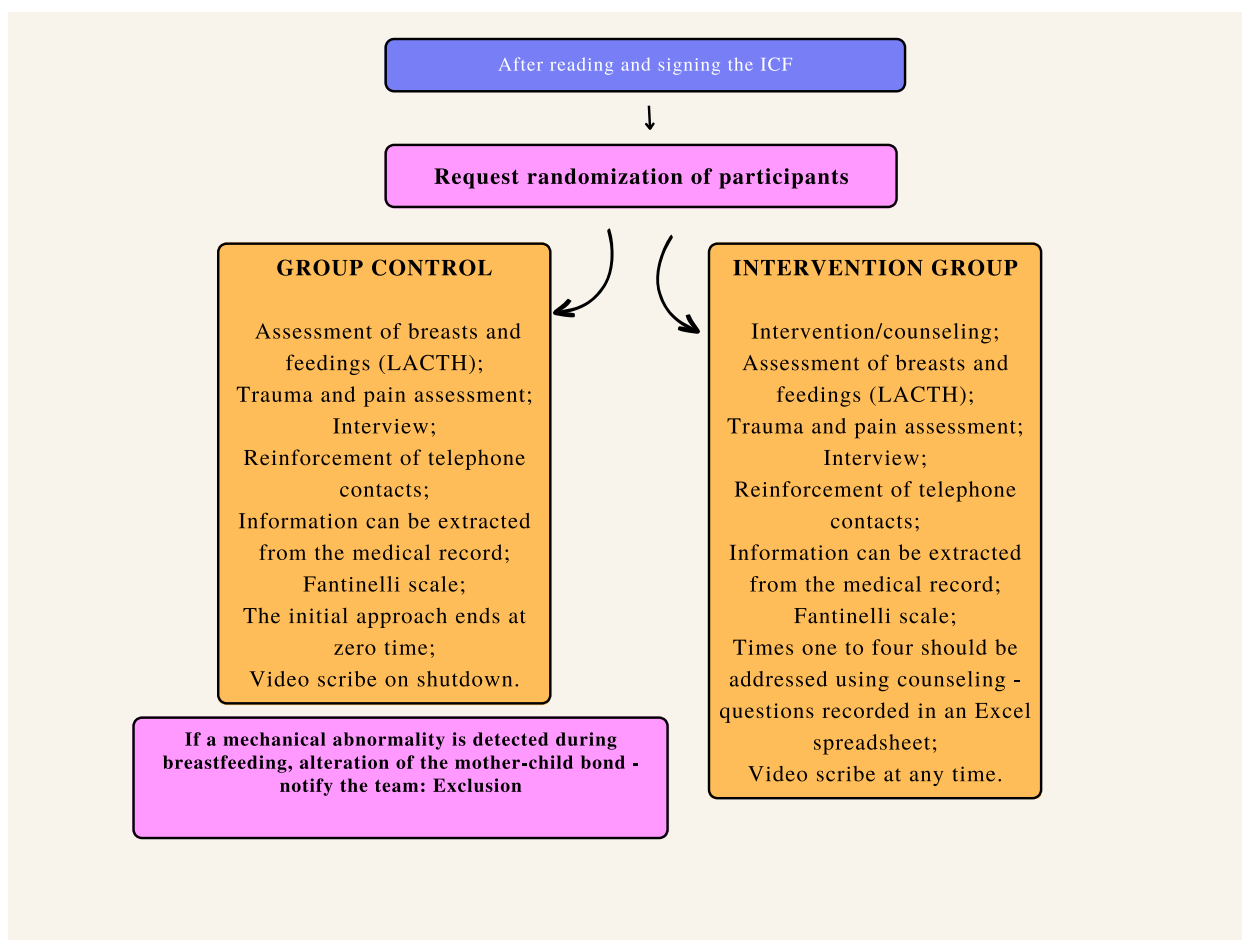 After reading and signing the ICF
Request randomization of participants
GROUP CONTROL
Assessment of breasts and
feedings (LACTH);
Trauma and pain assessment;
Interview;
Reinforcement of telephone
contacts;
Information can be extracted
from the medical record;
Fantinelli scale;
The initial approach ends at
zero time;
Video scribe on shutdown.
If a mechanical abnormality is detected during
breastfeeding, alteration of the mother-child bond -
notify the team: Exclusion
INTERVENTION GROUP
Intervention/counseling;
Assessment of breasts and
feedings (LACTH);
Trauma and pain assessment;
Interview;
Reinforcement of telephone
contacts;
Information can be extracted
from the medical record;
Fantinelli scale;
Times one to four should be
addressed using counseling -
questions recorded in an Excel
spreadsheet;
Video scribe at any time.